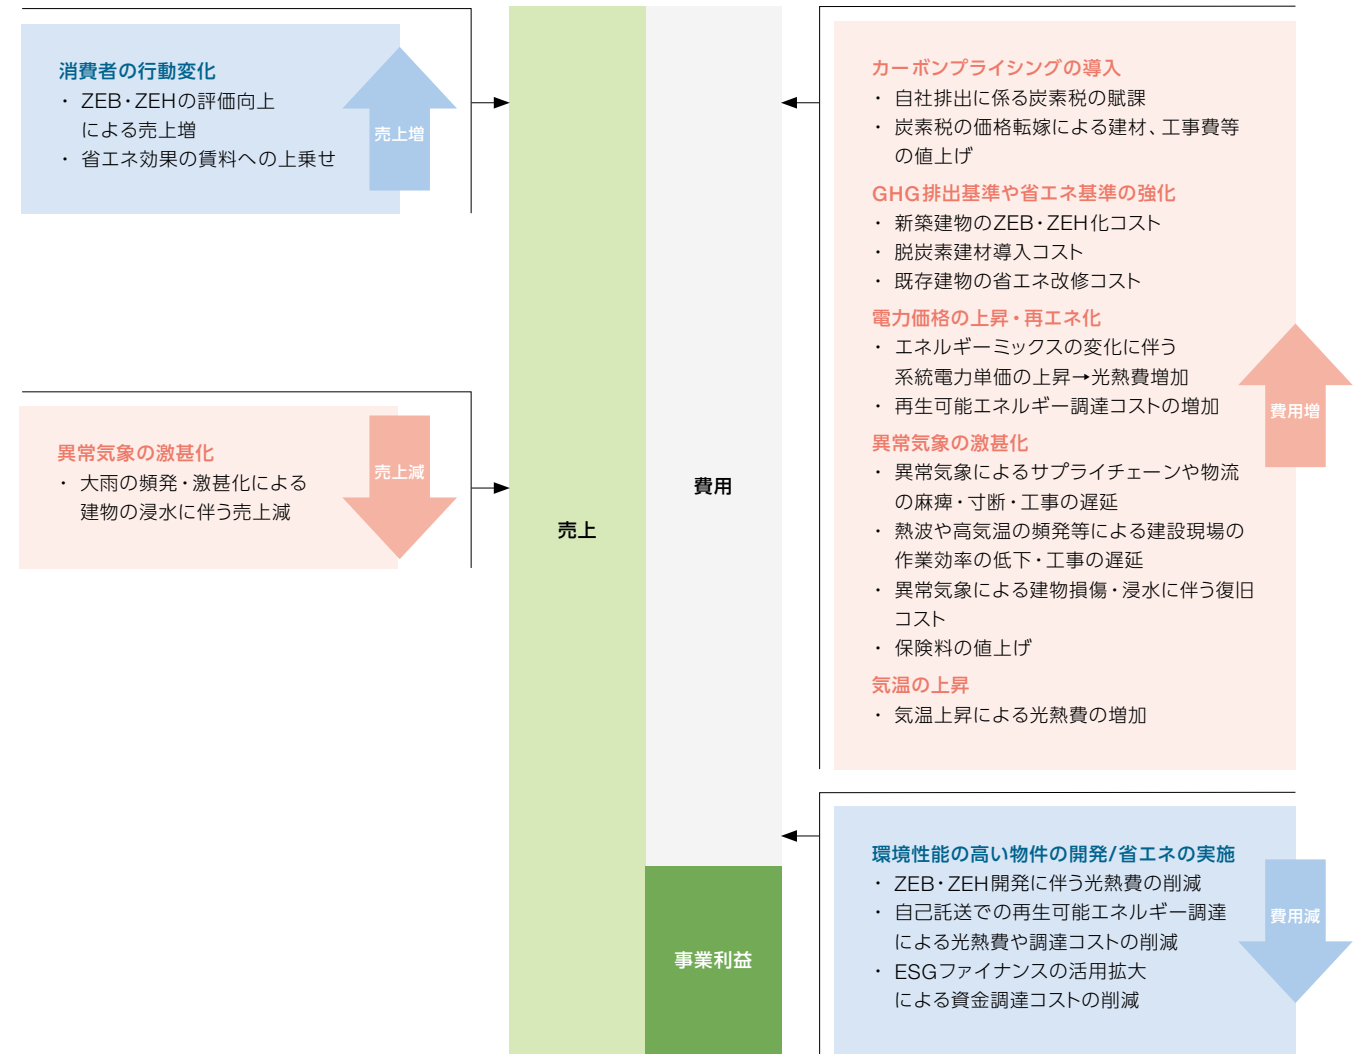 消費者の行動変化
・ ZEB・ZEHの評価向上
による売上増
・ 省エネ効果の賃料への上乗せ
売上増
異常気象の激甚化
・ 大雨の頻発・激甚化による
建物の浸水に伴う売上減
売上減
売上
費用
事業利益
カーボンプライシングの導入
・ 自社排出に係る炭素税の賦課
・ 炭素税の価格転嫁による建材、工事費等
の値上げ
GHG排出基準や省エネ基準の強化
・ 新築建物のZEB・ZEH化コスト
・ 脱炭素建材導入コスト
・ 既存建物の省エネ改修コスト
電力価格の上昇・再エネ化
・ エネルギーミックスの変化に伴う
系統電力単価の上昇→光熱費増加
・ 再生可能エネルギー調達コストの増加
異常気象の激甚化
・ 異常気象によるサプライチェーンや物流
の麻痺・寸断・工事の遅延
・ 熱波や高気温の頻発等による建設現場の
作業効率の低下・工事の遅延
・ 異常気象による建物損傷・浸水に伴う復旧
コスト
・ 保険料の値上げ
気温の上昇
・ 気温上昇による光熱費の増加
費用増
環境性能の高い物件の開発/省エネの実施
・ ZEB・ZEH開発に伴う光熱費の削減
・ 自己託送での再生可能エネルギー調達
による光熱費や調達コストの削減
・ ESGファイナンスの活用拡大
による資金調達コストの削減
費用減